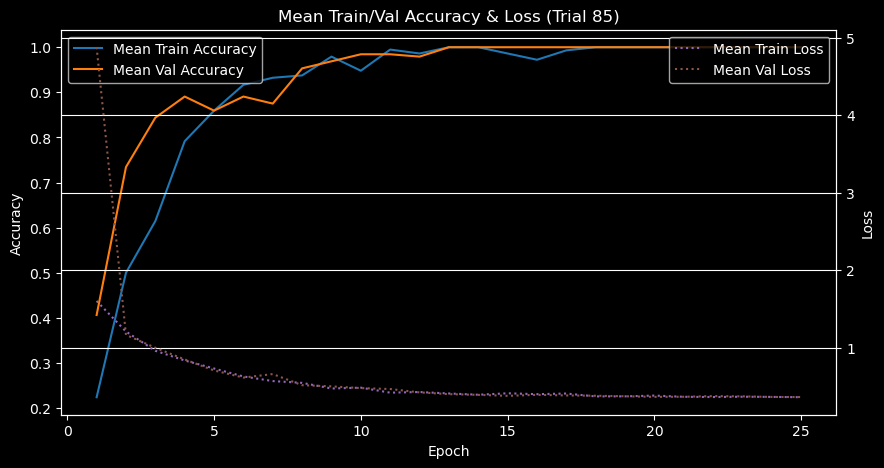 Mean Train/Val Accuracy & Loss (Trial 85)
Mean Train Accuracy
Mean Val Accuracy
Mean Train Loss
Mean Val Loss
1.0
0.9
0.8
0.7
0.6
0.5
0.4
0.3
0.2
Accuracy
5
4
3
2
1
Loss
0
5
10
15
20
25
Epoch